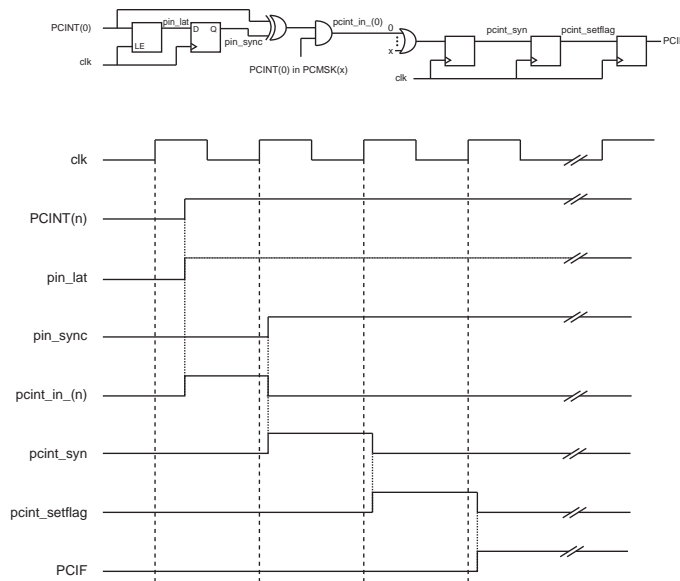 PCINT(0)
pin_lat
LE
D
Q
pin_sync
clk
PCINT(0) in PCMSK(x)
pcint_in_(0)
0
x
clk
pcint_syn
pcint_setflag
clk
PCINT(n)
pin_lat
pin_sync
pcint_in_(n)
pcint_syn
pcint_setflag
PCIF